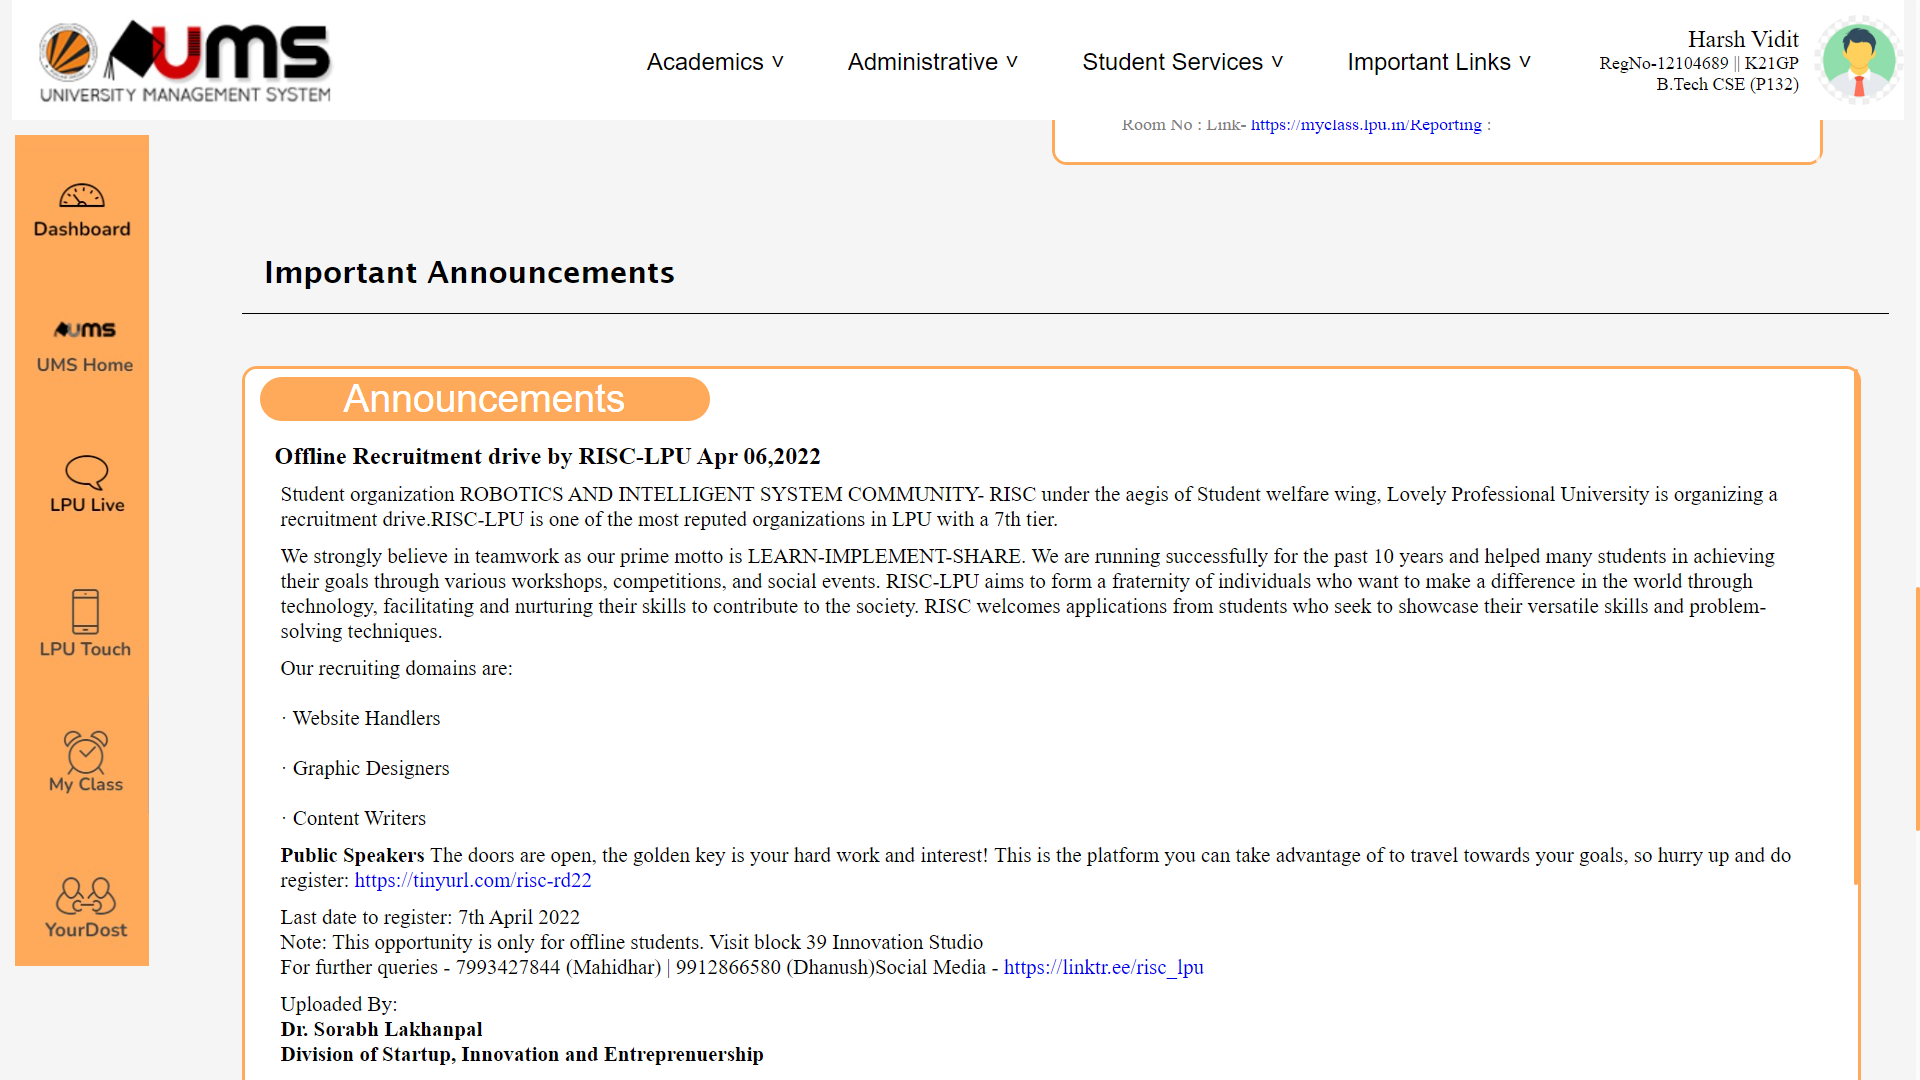 UMS
UNIVERSITY MANAGEMENT SYSTEM
Academics ˅
Administrative ˅
Student Services ˅
Important Links ˅
Harsh Vidit
RegNo-12104689 || K21GP
B.Tech CSE (P132)
Room No : Link- https://myclass.lpu.in/Reporting :
Dashboard
UMS
UMS Home
LPU Live
LPU Touch
My Class
YourDost
Important Announcements
Announcements
Offline Recruitment drive by RISC-LPU Apr 06,2022
Student organization ROBOTICS AND INTELLIGENT SYSTEM COMMUNITY- RISC under the aegis of Student welfare wing, Lovely Professional University is organizing a
recruitment drive.RISC-LPU is one of the most reputed organizations in LPU with a 7th tier.
We strongly believe in teamwork as our prime motto is LEARN-IMPLEMENT-SHARE. We are running successfully for the past 10 years and helped many students in achieving
their goals through various workshops, competitions, and social events. RISC-LPU aims to form a fraternity of individuals who want to make a difference in the world through
technology, facilitating and nurturing their skills to contribute to the society. RISC welcomes applications from students who seek to showcase their versatile skills and problem-
solving techniques.
Our recruiting domains are:
· Website Handlers
· Graphic Designers
· Content Writers
Public Speakers The doors are open, the golden key is your hard work and interest! This is the platform you can take advantage of to travel towards your goals, so hurry up and do
register: https://tinyurl.com/risc-rd22
Last date to register: 7th April 2022
Note: This opportunity is only for offline students. Visit block 39 Innovation Studio
For further queries - 7993427844 (Mahidhar) | 9912866580 (Dhanush)Social Media - https://linktr.ee/risc_lpu
Uploaded By:
Dr. Sorabh Lakhanpal
Division of Startup, Innovation and Entreprenuership